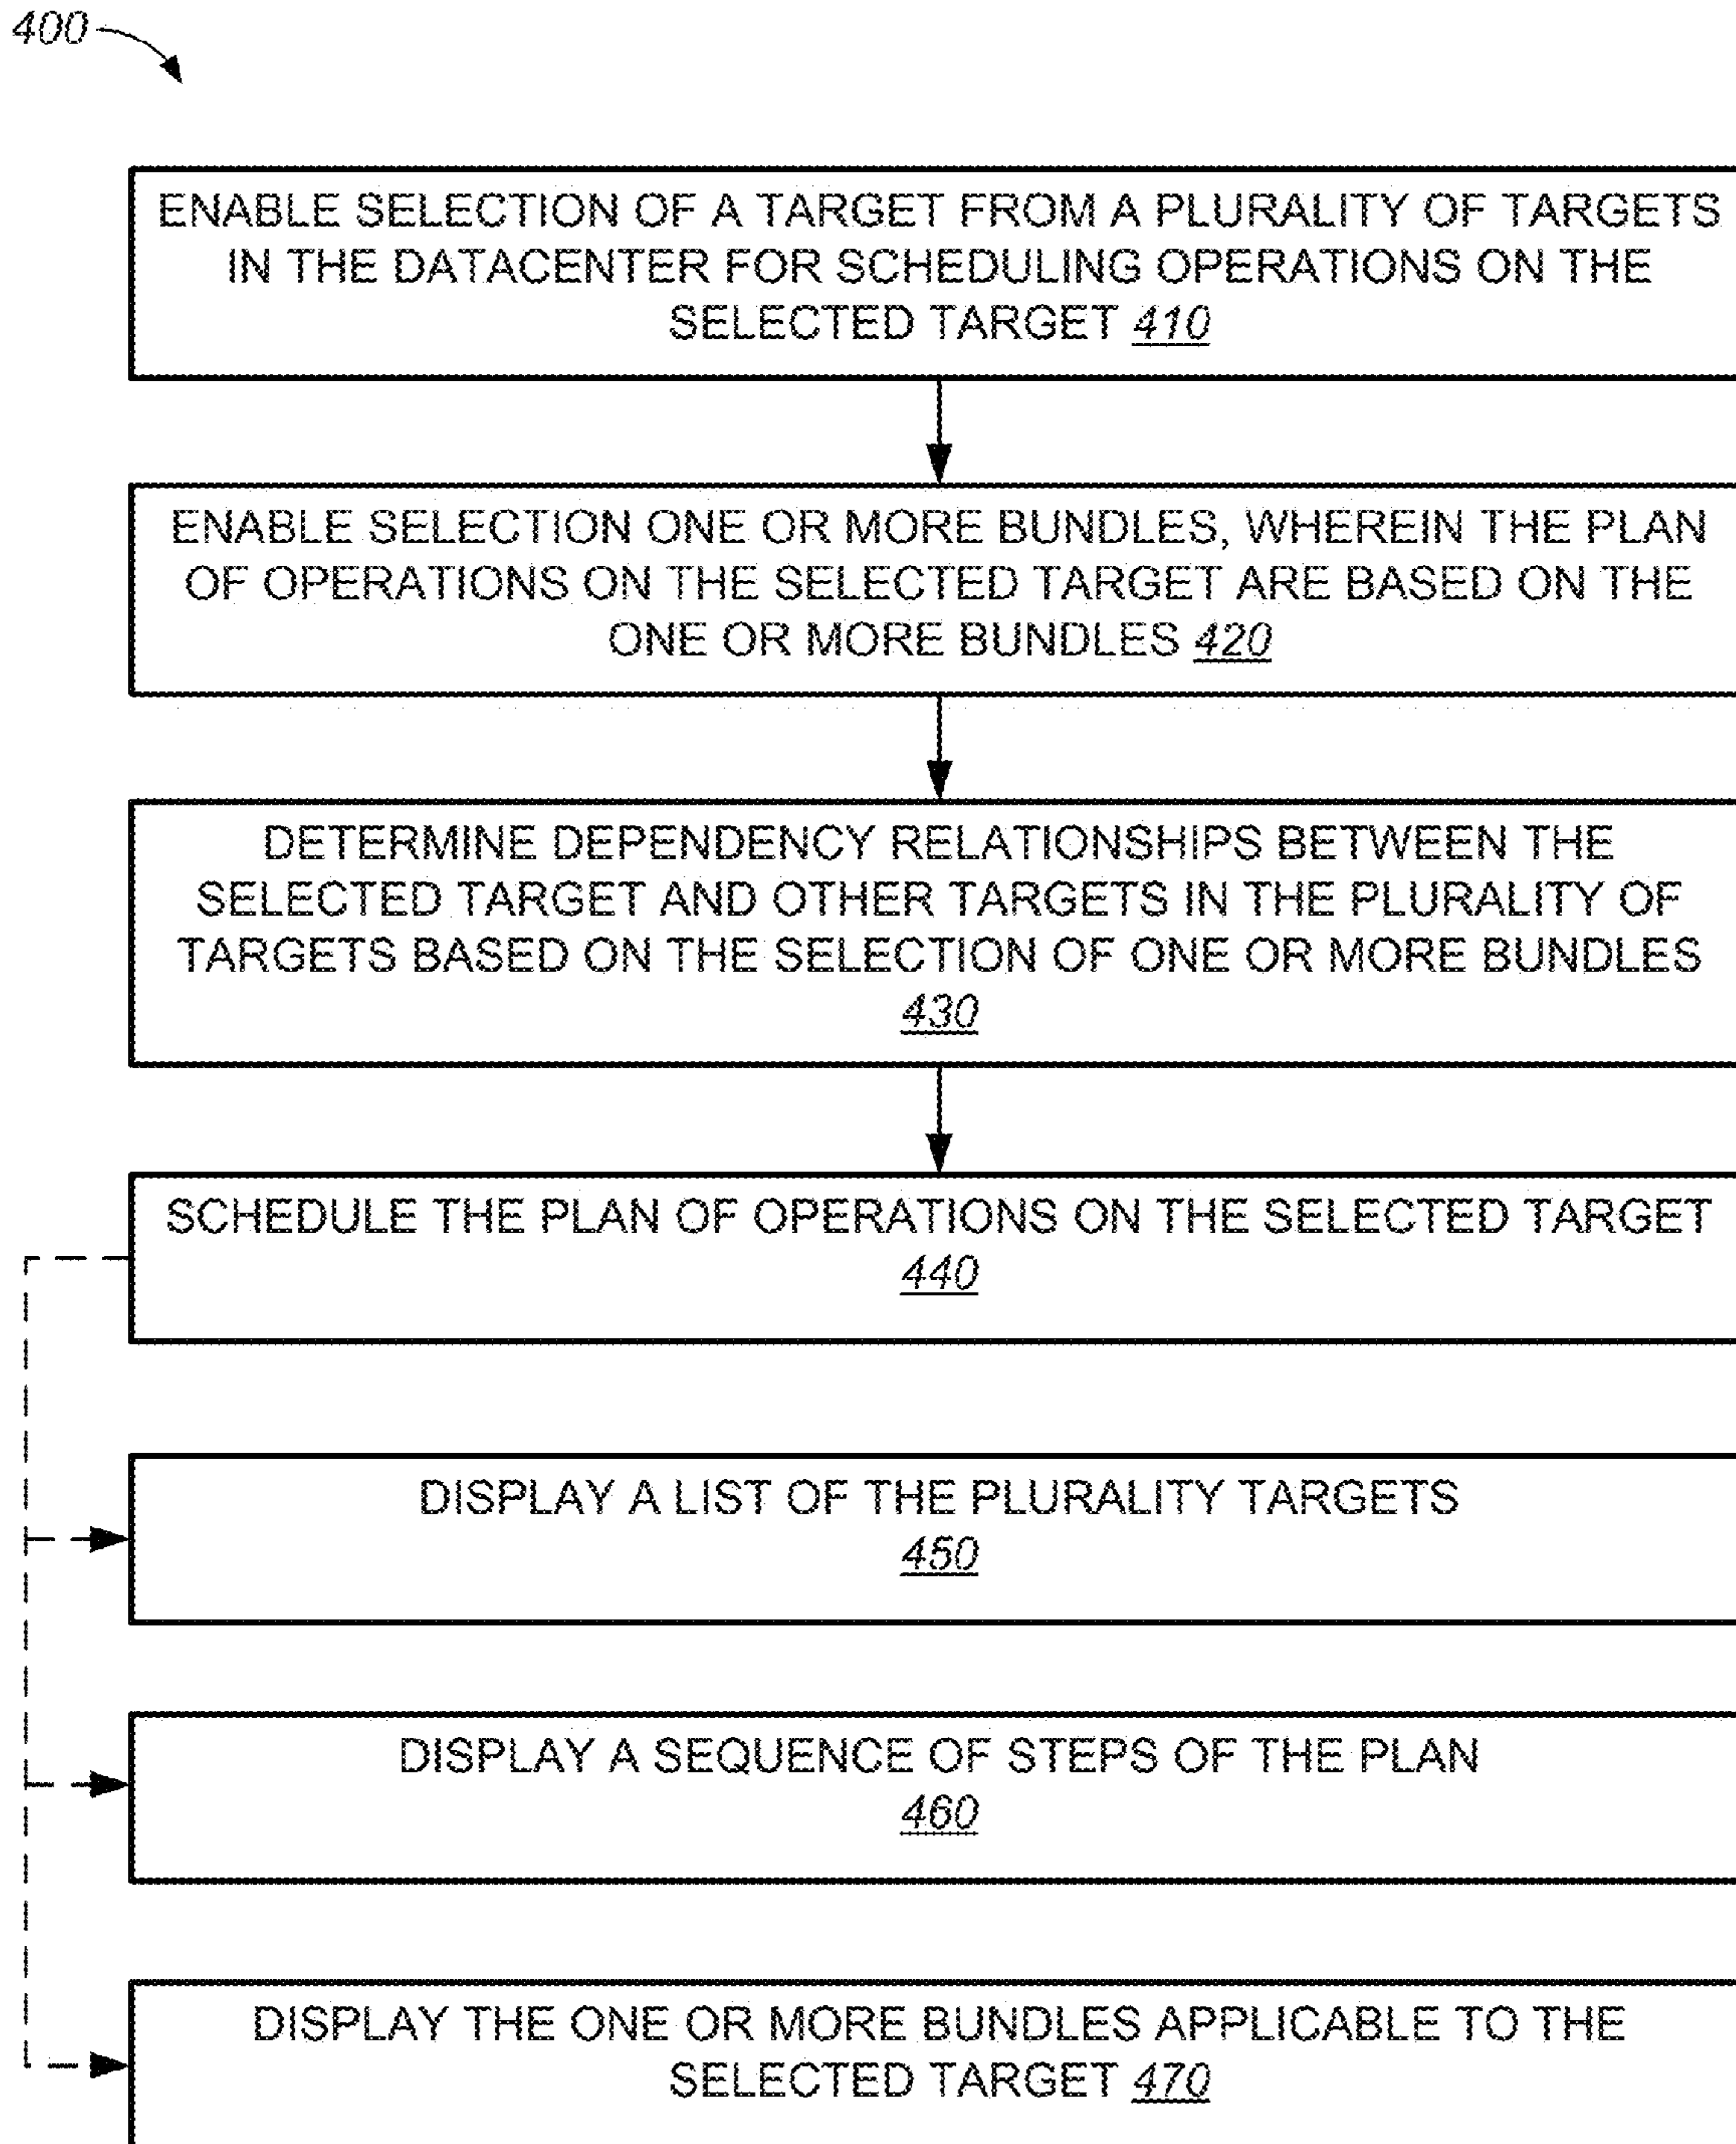 400
ENABLE SELECTION OF A TARGET FROM A PLURALITY OF TARGETS
IN THE DATACENTER FOR SCHEDULING OPERATIONS ON THE
SELECTED TARGET 410
ENABLE SELECTION ONE OR MORE BUNDLES, WHEREIN THE PLAN
OF OPERATIONS ON THE SELECTED TARGET ARE BASED ON THE
ONE OR MORE BUNDLES 420
DETERMINE DEPENDENCY RELATIONSHIPS BETWEEN THE
SELECTED TARGET AND OTHER TARGETS IN THE PLURALITY OF
TARGETS BASED ON THE SELECTION OF ONE OR MORE BUNDLES
430
SCHEDULE THE PLAN OF OPERATIONS ON THE SELECTED TARGET
440
DISPLAY A LIST OF THE PLURALITY TARGETS
450
DISPLAY A SEQUENCE OF STEPS OF THE PLAN
460
DISPLAY THE ONE OR MORE BUNDLES APPLICABLE TO THE
SELECTED TARGET 470